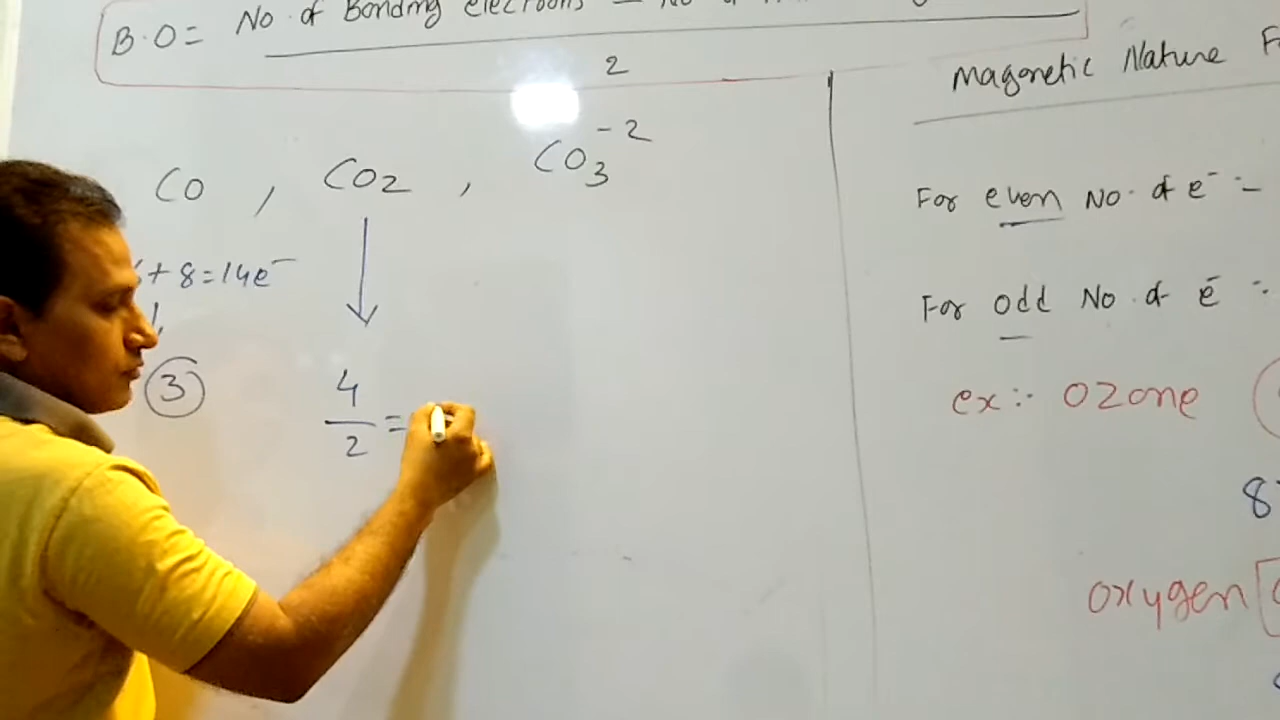 B.O = No. of Bonding electrons - No
2
CO , CO2 , CO3^-2
+ 8 = 14e^-
3
4
2 =
Magnetic Nature
For even No. of e^- :-
For odd No. of e^- :-
ex :- Ozone
8
oxygen